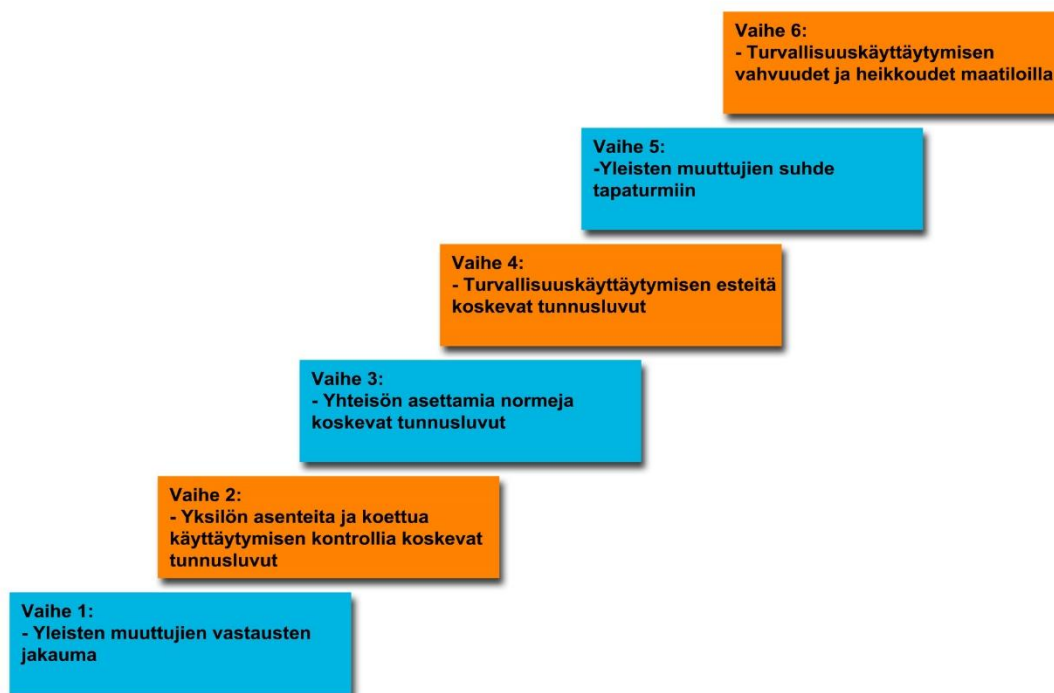 Vaihe 6:
- Turvallisuuskäyttäytymisen
vahvuudet ja heikkoudet maatiloilla
Vaihe 5:
-Yleisten muuttujien suhde
tapaturmiin
Vaihe 4:
- Turvallisuuskäyttäytymisen esteitä
koskevat tunnusluvut
Vaihe 3:
- Yhteisön asettamia normeja
koskevat tunnusluvut
Vaihe 2:
- Yksilön asenteita ja koettua
käyttäytymisen kontrollia koskevat
tunnusluvut
Vaihe 1:
- Yleisten muuttujien vastausten
jakauma